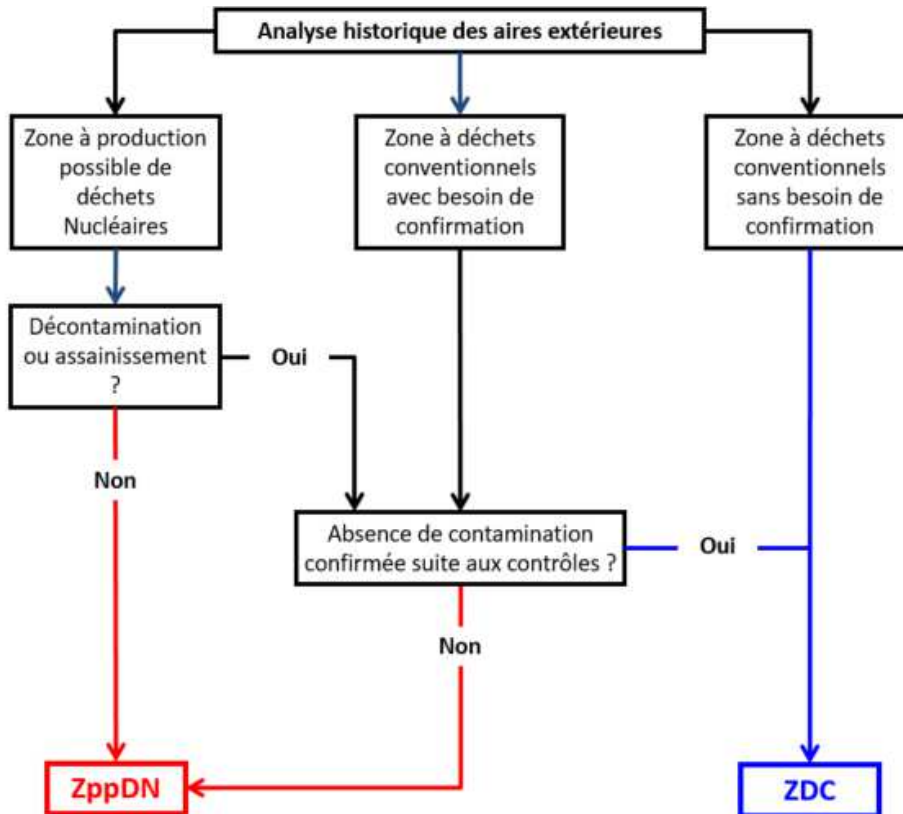 Analyse historique des aires extérieures
Zone à production
possible de
déchets
Nucléaires
Zone à déchets
conventionnels
avec besoin de
confirmation
Zone à déchets
conventionnels
sans besoin de
confirmation
Décontamination
ou assainissement
?
Oui
Non
Absence de contamination
confirmée suite aux contrôles ?
Oui
Non
ZppDN
ZDC